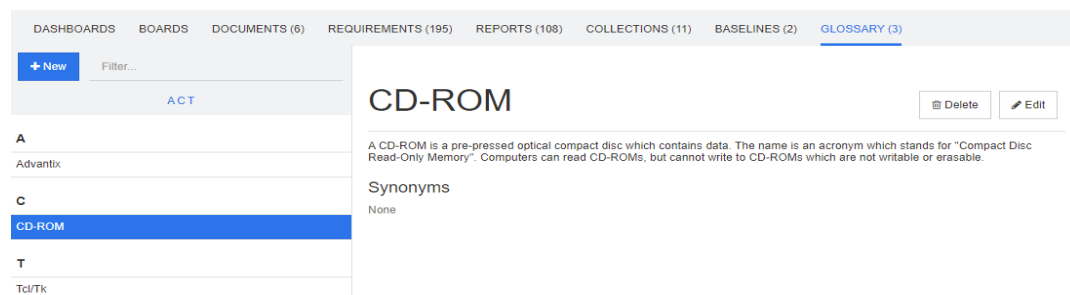 DASHBOARDS BOARDS DOCUMENTS (6) REQUIREMENTS (195) REPORTS (108) COLLECTIONS (11) BASELINES (2) GLOSSARY (3)
+ New Filter...
A C T
A
Advantix
C
CD-ROM
T
Tcl/Tk
CD-ROM
Delete Edit
A CD-ROM is a pre-pressed optical compact disc which contains data. The name is an acronym which stands for "Compact Disc
Read-Only Memory". Computers can read CD-ROMs, but cannot write to CD-ROMs which are not writable or erasable.
Synonyms
None